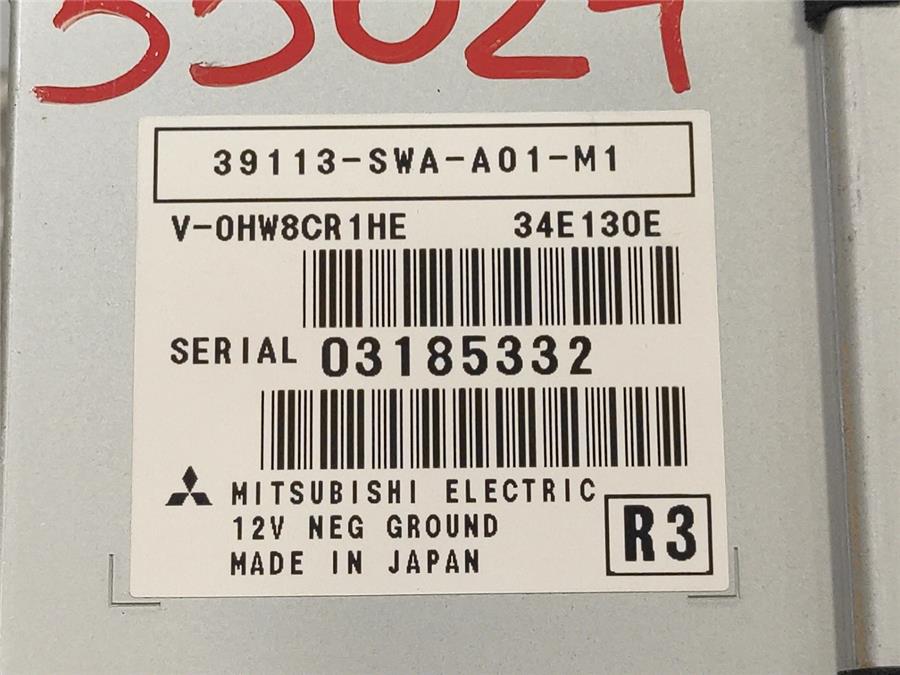 39113-SWA-A01-M1
V-0HW8CR1HE 34E130E
SERIAL 03185332
MITSUBISHI ELECTRIC
12V NEG GROUND
MADE IN JAPAN
R3